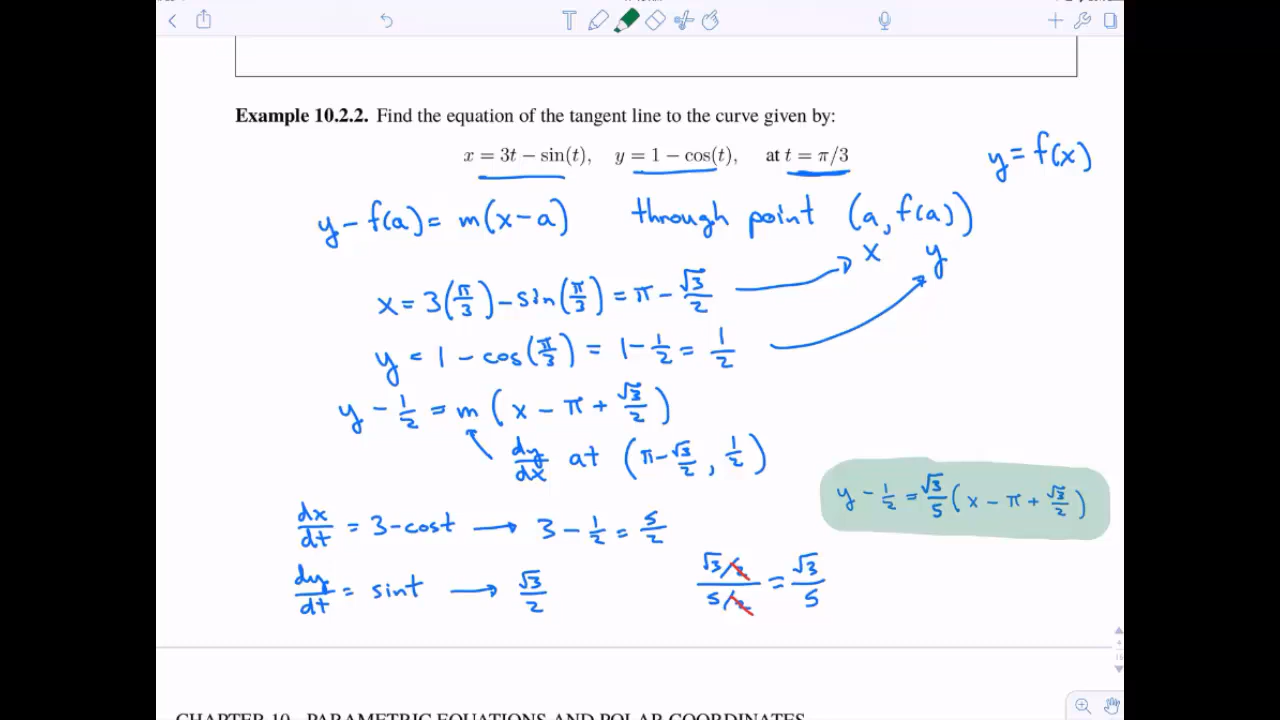 Example 10.2.2. Find the equation of the tangent line to the curve given by:
x = 3t − sin(t), y = 1 − cos(t), at t = π/3
y = f(x)
y − f(a) = m(x − a) through point (a, f(a))
x y
x = 3(π/3) − sin(π/3) = π − √3/2
y = 1 − cos(π/3) = 1 − 1/2 = 1/2
y − 1/2 = m(x − π + √3/2)
dy/dx at (π − √3/2, 1/2)
y − 1/2 = √3/5 (x − π + √3/2)
dx/dt = 3 − cost → 3 − 1/2 = 5/2
dy/dt = sint → √3/2
(√3/2)/(5/2) = √3/5
CHAPTER 10. PARAMETRIC EQUATIONS AND POLAR COORDINATES